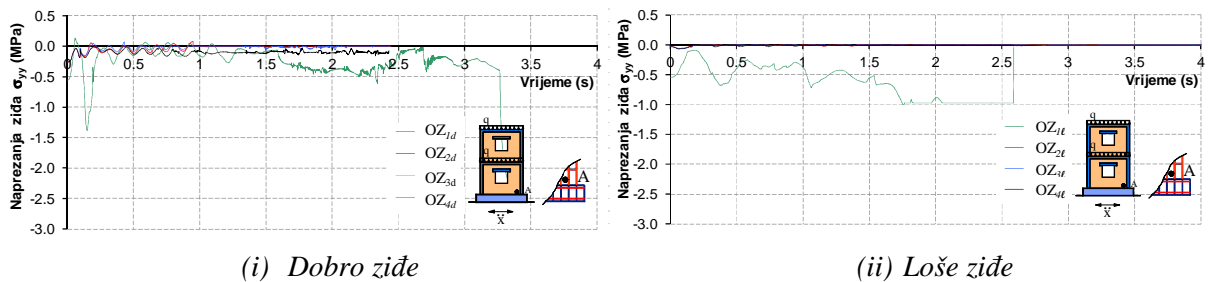 0.5
0.0
-0.5
-1.0
-1.5
-2.0
-2.5
-3.0
Naprezanja ziđa σyy (MPa)
0 0.5 1 1.5 2 2.5 3 3.5 4
Vrijeme (s)
OZ1d
OZ2d
OZ3d
OZ4d
q
q
A
ẍ
A
(i) Dobro ziđe
0.5
0.0
-0.5
-1.0
-1.5
-2.0
-2.5
-3.0
Naprezanja ziđa σyy (MPa)
0 0.5 1 1.5 2 2.5 3 3.5 4
Vrijeme (s)
OZ1ℓ
OZ2ℓ
OZ3ℓ
OZ4ℓ
q
q
A
ẍ
A
(ii) Loše ziđe